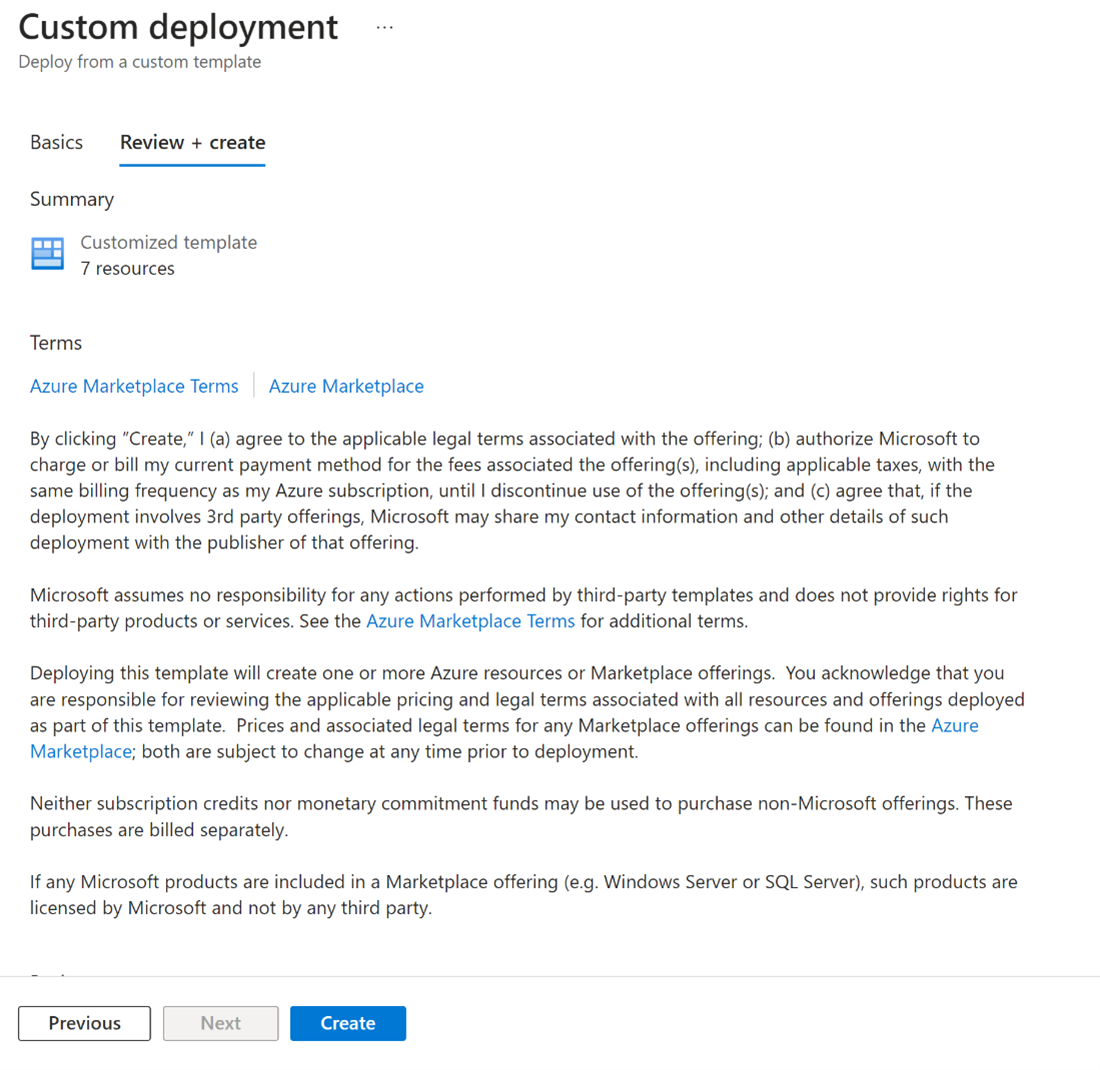 Custom deployment ...
Deploy from a custom template
Basics Review + create
Summary
Customized template
7 resources
Terms
Azure Marketplace Terms Azure Marketplace
By clicking “Create,” I (a) agree to the applicable legal terms associated with the offering; (b) authorize Microsoft to
charge or bill my current payment method for the fees associated the offering(s), including applicable taxes, with the
same billing frequency as my Azure subscription, until I discontinue use of the offering(s); and (c) agree that, if the
deployment involves 3rd party offerings, Microsoft may share my contact information and other details of such
deployment with the publisher of that offering.
Microsoft assumes no responsibility for any actions performed by third-party templates and does not provide rights for
third-party products or services. See the Azure Marketplace Terms for additional terms.
Deploying this template will create one or more Azure resources or Marketplace offerings.  You acknowledge that you
are responsible for reviewing the applicable pricing and legal terms associated with all resources and offerings deployed
as part of this template.  Prices and associated legal terms for any Marketplace offerings can be found in the Azure
Marketplace; both are subject to change at any time prior to deployment.
Neither subscription credits nor monetary commitment funds may be used to purchase non-Microsoft offerings. These
purchases are billed separately.
If any Microsoft products are included in a Marketplace offering (e.g. Windows Server or SQL Server), such products are
licensed by Microsoft and not by any third party.
Previous Next Create